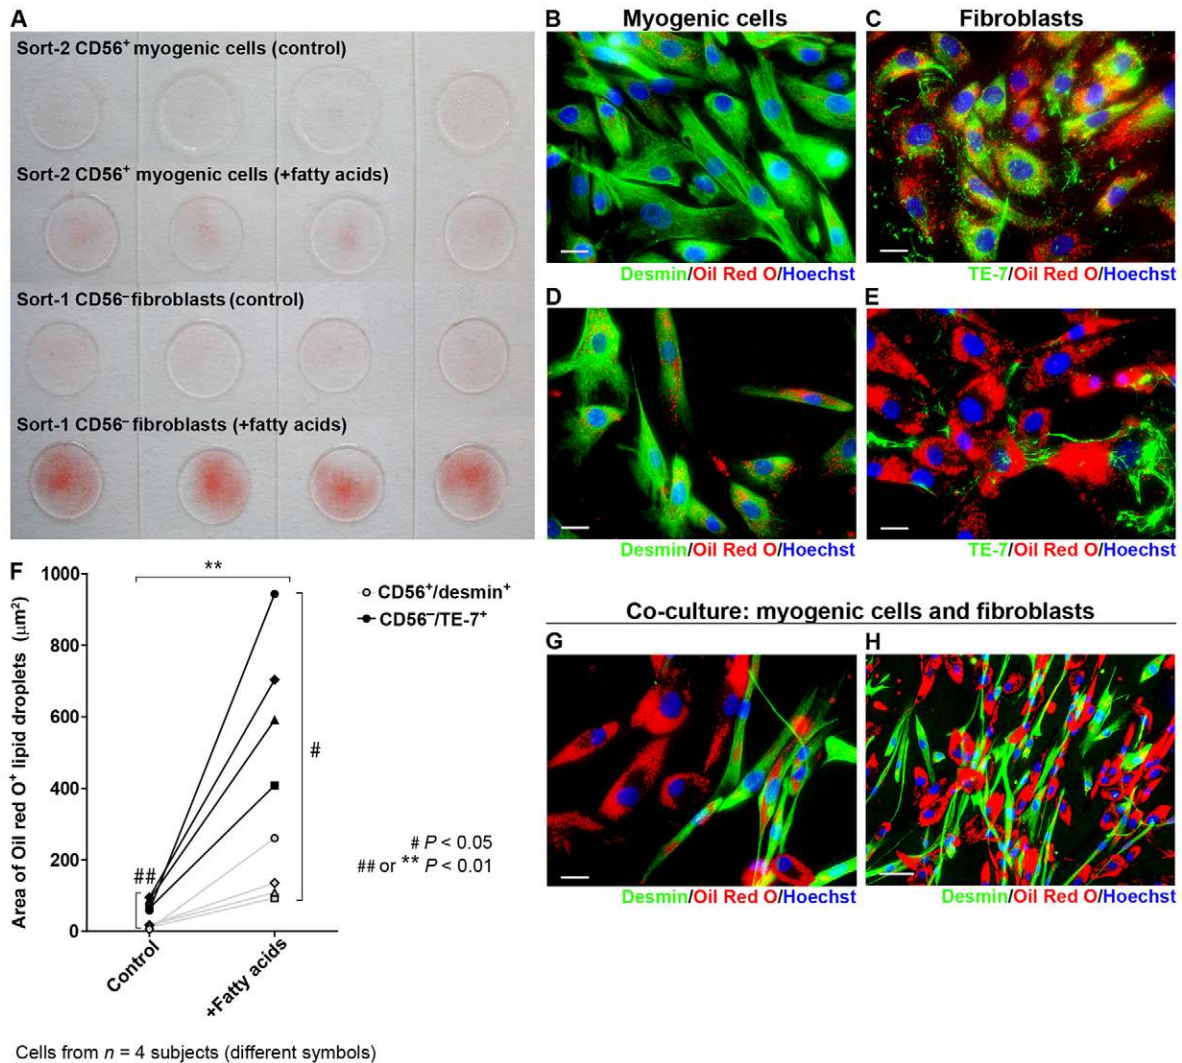 A
Sort-2 CD56⁺ myogenic cells (control)
Sort-2 CD56⁺ myogenic cells (+fatty acids)
Sort-1 CD56⁻ fibroblasts (control)
Sort-1 CD56⁻ fibroblasts (+fatty acids)
B Myogenic cells
Desmin/Oil Red O/Hoechst
C Fibroblasts
TE-7/Oil Red O/Hoechst
D
Desmin/Oil Red O/Hoechst
E
TE-7/Oil Red O/Hoechst
F
Area of Oil red O⁺ lipid droplets (μm²)
1000
800
600
400
200
0
**
##
#
Control
+Fatty acids
CD56⁺/desmin⁺
CD56⁻/TE-7⁺
# P < 0.05
## or ** P < 0.01
Cells from n = 4 subjects (different symbols)
Co-culture: myogenic cells and fibroblasts
G
Desmin/Oil Red O/Hoechst
H
Desmin/Oil Red O/Hoechst